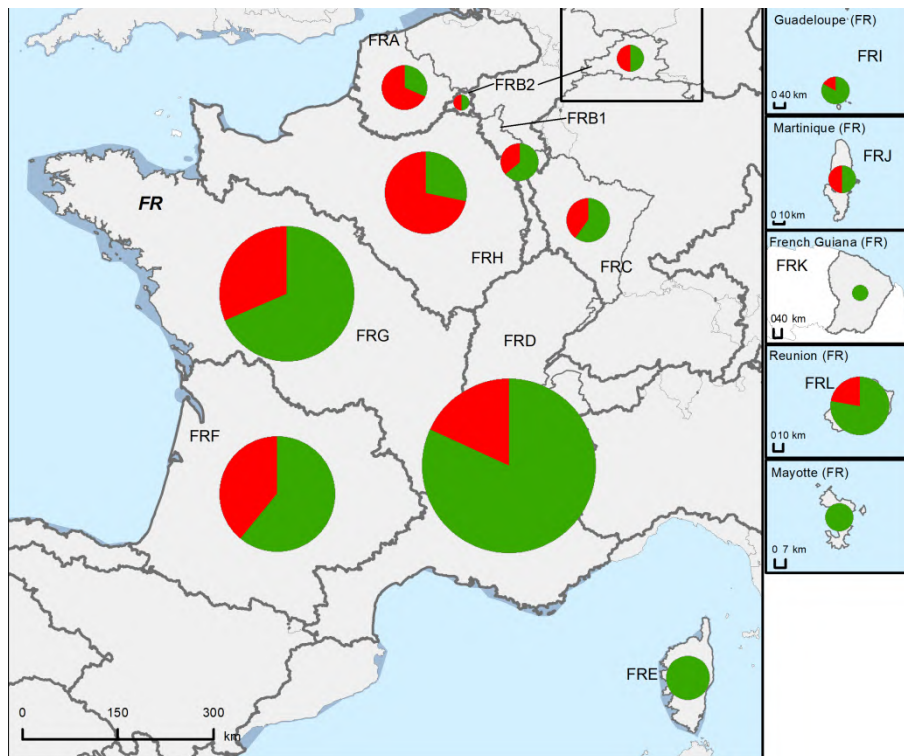 FRA
FRB2
FRB1
FR
FRH
FRC
FRG
FRD
FRF
FRE
0 150 300
km
Guadeloupe (FR)
FRI
0 40 km
Martinique (FR)
FRJ
0 10 km
French Guiana (FR)
FRK
0 40 km
Reunion (FR)
FRL
0 10 km
Mayotte (FR)
0 7 km